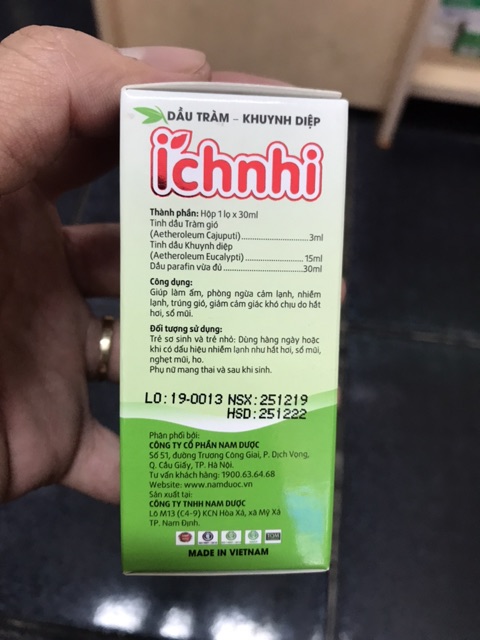 DẦU TRÀM – KHUYNH DIỆP
ichnhi
Thành phần: Hộp 1 lọ x 30ml
Tinh dầu Tràm gió
(Aetheroleum Cajuputi)..........................3ml
Tinh dầu Khuynh diệp
(Aetheroleum Eucalypti)......................15ml
Dầu parafin vừa đủ..............................30ml
Công dụng:
Giúp làm ấm, phòng ngừa cảm lạnh, nhiễm
lạnh, trúng gió, giảm cảm giác khó chịu do hắt
hơi, sổ mũi.
Đối tượng sử dụng:
Trẻ sơ sinh và trẻ nhỏ: Dùng hàng ngày hoặc
khi có dấu hiệu nhiễm lạnh như hắt hơi, sổ mũi,
nghẹt mũi, ho.
Phụ nữ mang thai và sau khi sinh.
LO:19-0013 NSX:251219
HSD:251222
Phân phối bởi:
CÔNG TY CỔ PHẦN NAM DƯỢC
Số 51, đường Trương Công Giai, P. Dịch Vọng,
Q. Cầu Giấy, TP. Hà Nội.
Tư vấn khách hàng: 1900.63.64.68
Website: www.namduoc.vn
Sản xuất tại:
CÔNG TY TNHH NAM DƯỢC
Lô M13 (C4-9) KCN Hòa Xá, xã Mỹ Xá
TP. Nam Định.
MADE IN VIETNAM